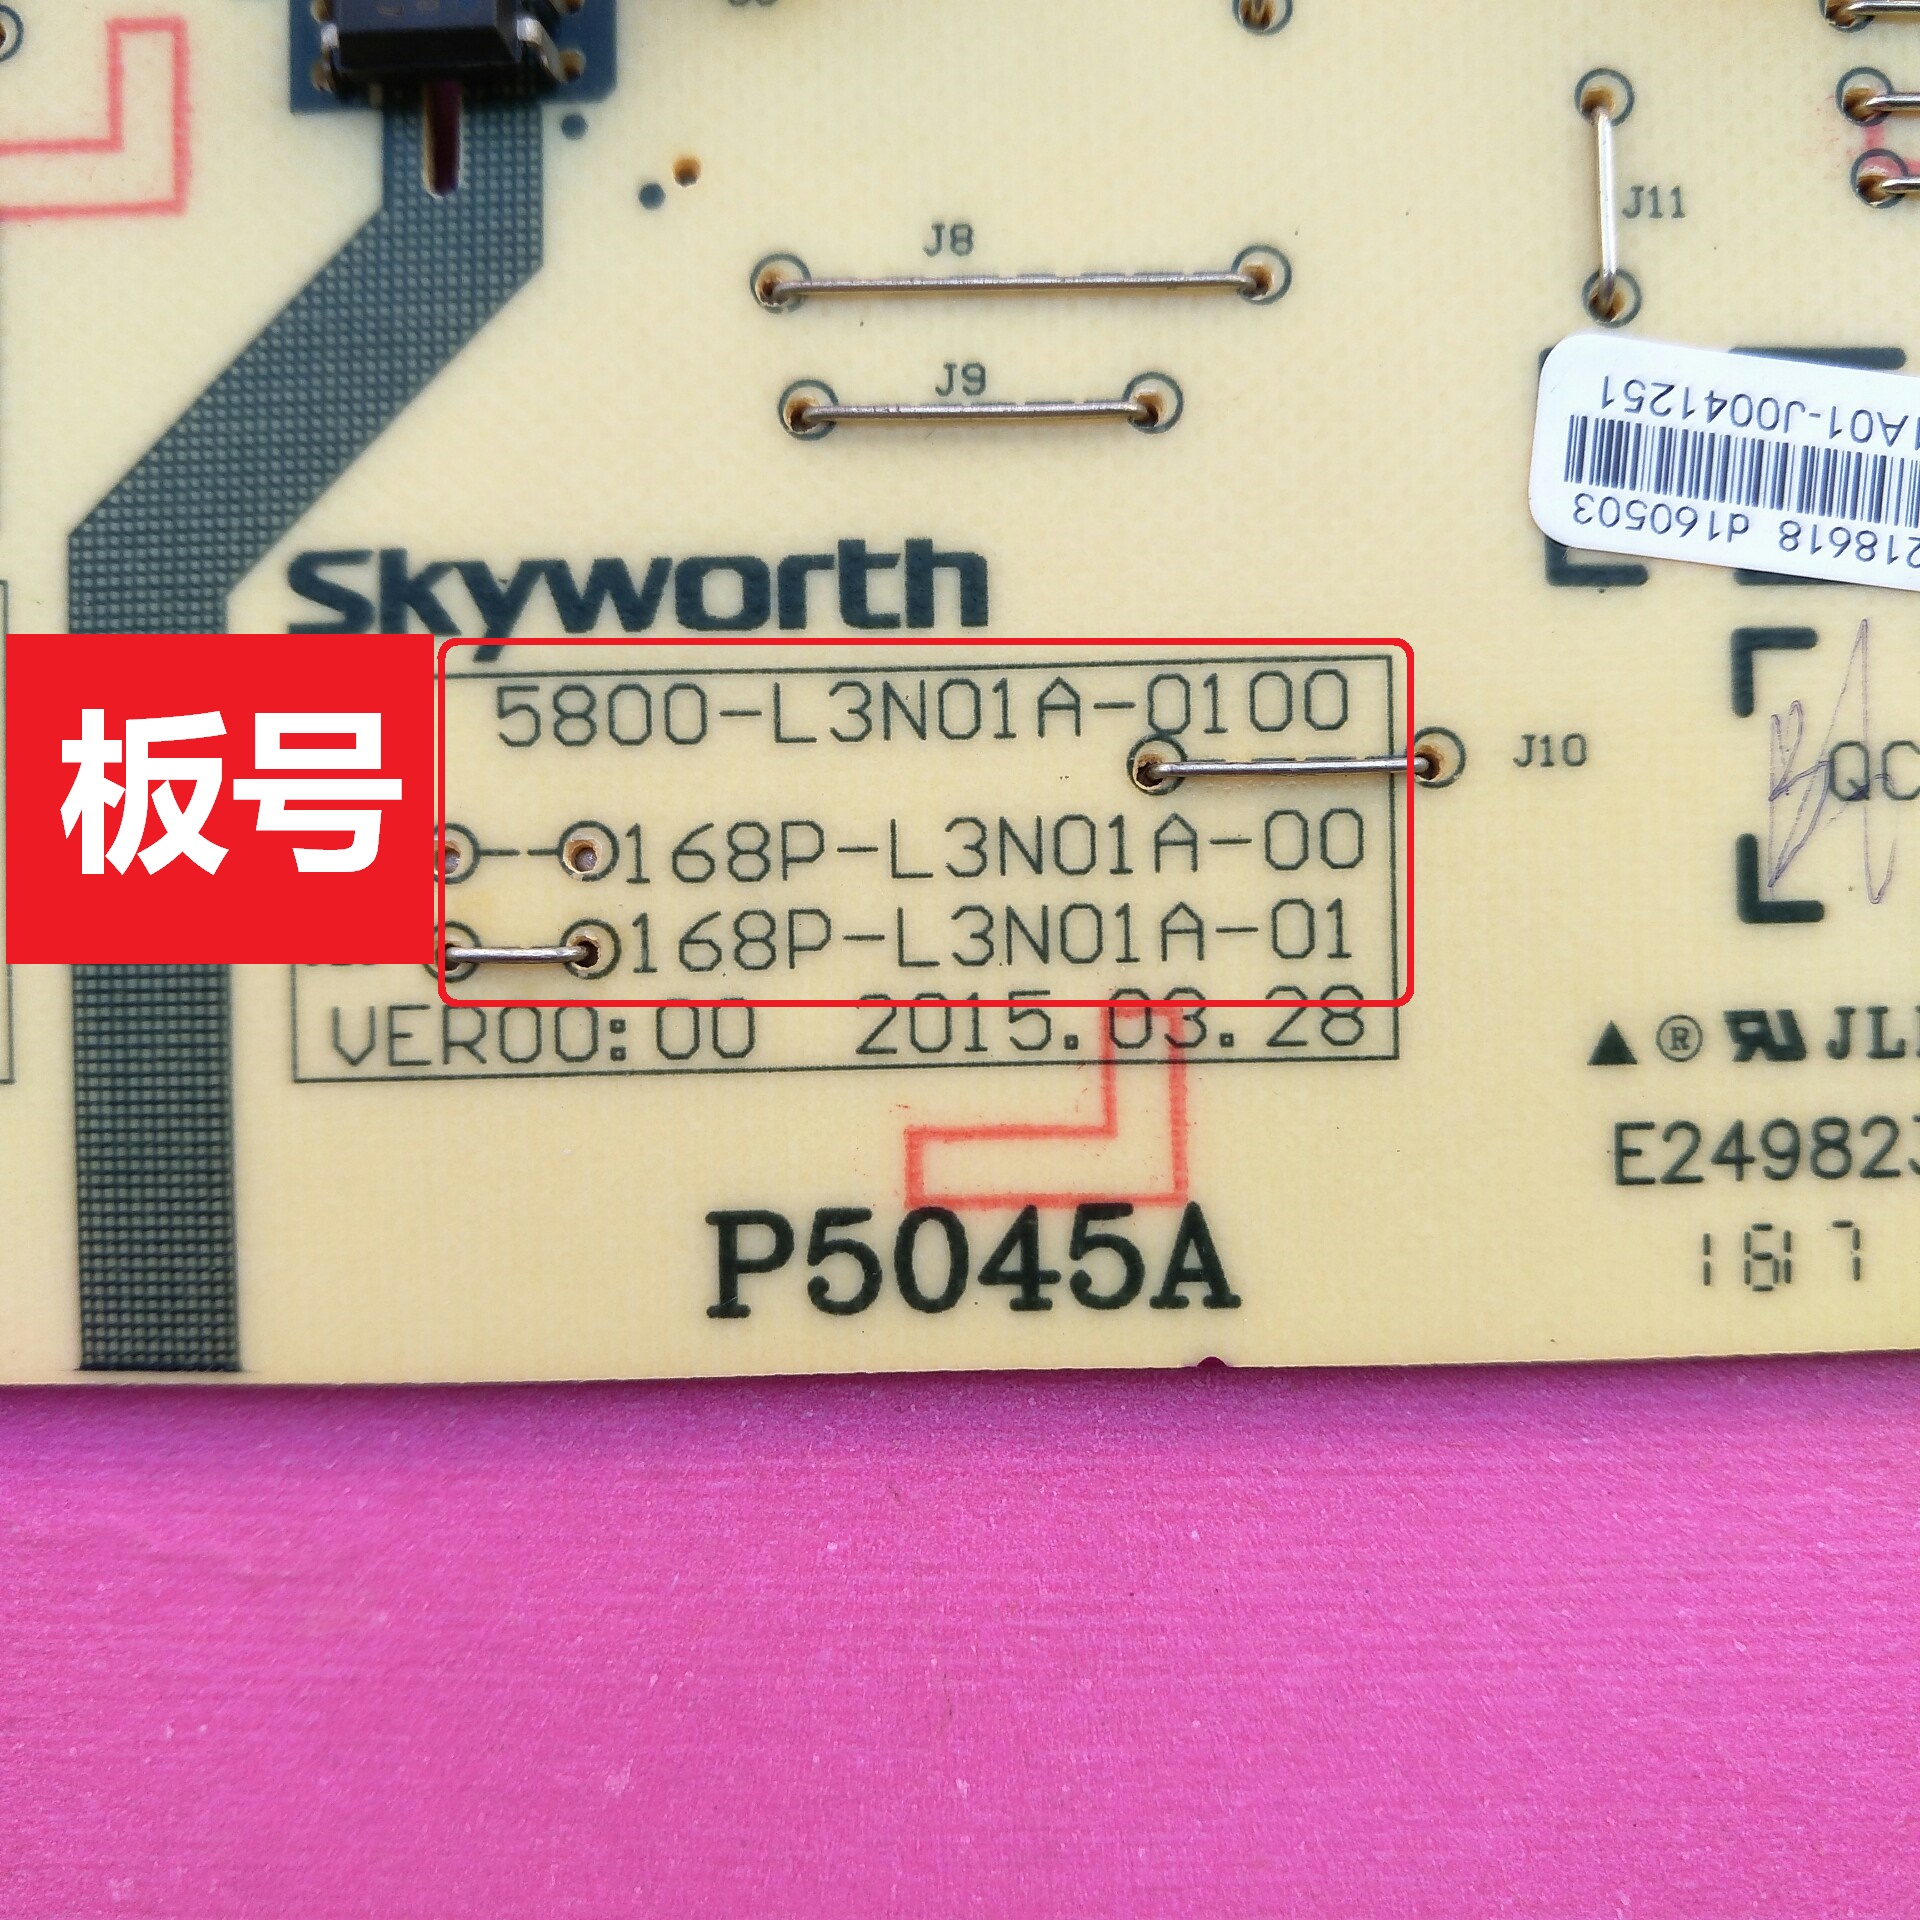 J8
J11
J9
1A01-J0041251
218618 d160503
Skyworth
板号
5800-L3N01A-0100
J10
QC
168P-L3N01A-00
168P-L3N01A-01
VER00:00 2015.03.28
▲ ® JL
E24982
P5045A
1617